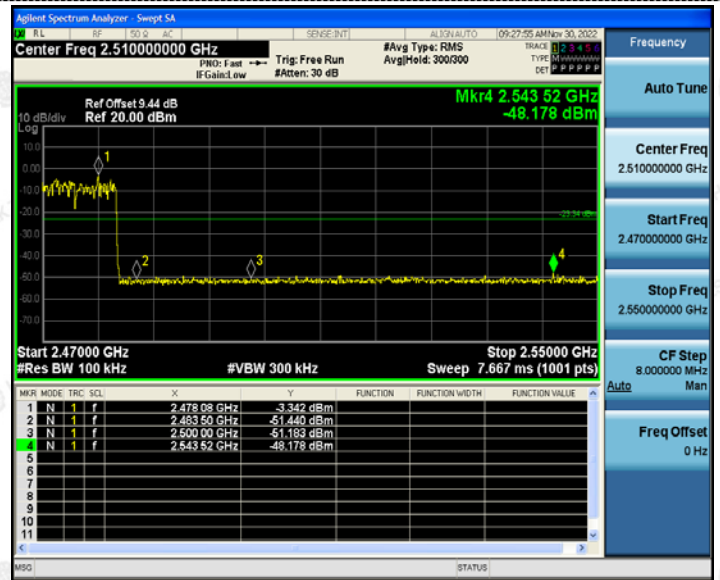 Agilent Spectrum Analyzer - Swept SA
RL RF 50 Ω AC SENSE:INT ALIGN AUTO 09:27:55 AM Nov 30, 2022
Center Freq 2.510000000 GHz
PNO: Fast
IFGain:Low
Trig: Free Run
#Atten: 30 dB
#Avg Type: RMS
Avg|Hold: 300/300
TRACE 1 2 3 4 5 6
TYPE M
DET P P P P P P
Ref Offset 9.44 dB
10 dB/div Ref 20.00 dBm
Log
Mkr4 2.543 52 GHz
-48.178 dBm
10.0
0.00
-10.0
-20.0
-30.0
-40.0
-50.0
-60.0
-70.0
1
2
3
4
-23.34 dBm
Start 2.47000 GHz Stop 2.55000 GHz
#Res BW 100 kHz #VBW 300 kHz Sweep 7.667 ms (1001 pts)
MKR MODE TRC SCL X Y FUNCTION FUNCTION WIDTH FUNCTION VALUE
1 N 1 f 2.478 08 GHz -3.342 dBm
2 N 1 f 2.483 50 GHz -51.440 dBm
3 N 1 f 2.500 00 GHz -51.183 dBm
4 N 1 f 2.543 52 GHz -48.178 dBm
5
6
7
8
9
10
11
MSG STATUS
Frequency
Auto Tune
Center Freq
2.510000000 GHz
Start Freq
2.470000000 GHz
Stop Freq
2.550000000 GHz
CF Step
8.000000 MHz
Auto Man
Freq Offset
0 Hz